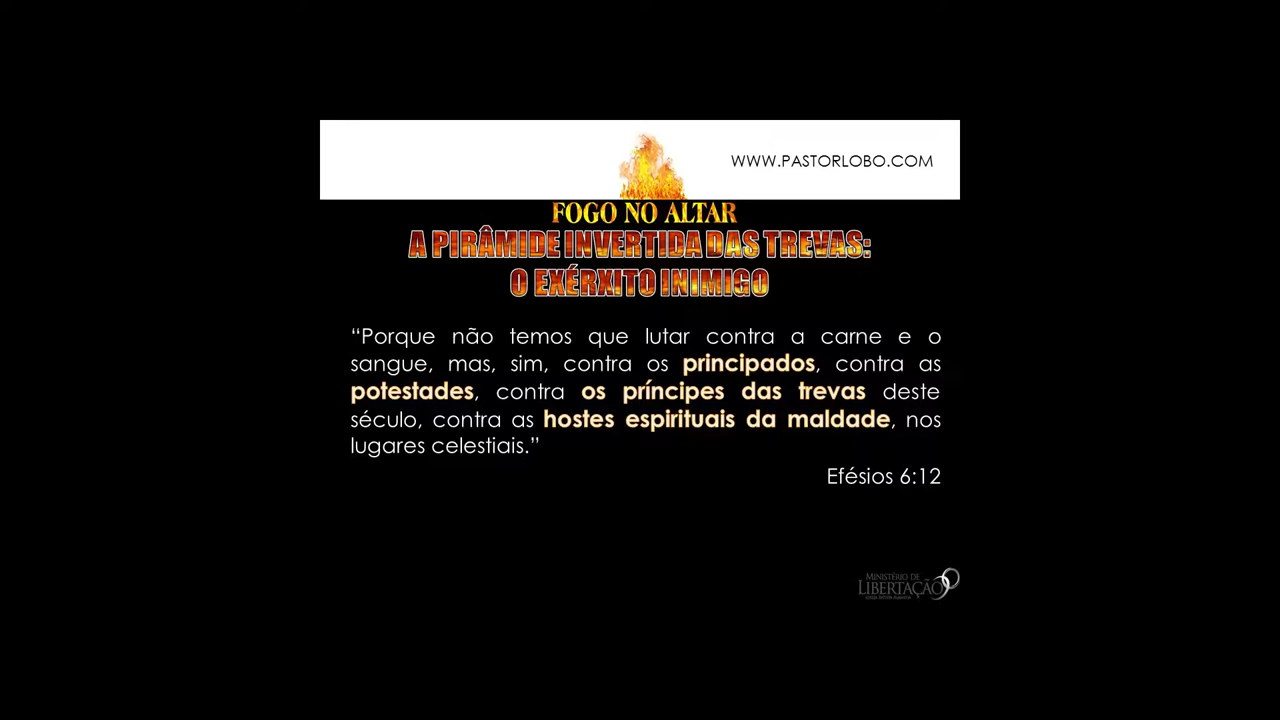 WWW.PASTORLOBO.COM
FOGO NO ALTAR
A PIRÂMIDE INVERTIDA DAS TREVAS:
O EXÉRXITO INIMIGO
“Porque não temos que lutar contra a carne e o
sangue, mas, sim, contra os principados, contra as
potestades, contra os príncipes das trevas deste
século, contra as hostes espirituais da maldade, nos
lugares celestiais.”
Efésios 6:12
MINISTÉRIO DE
LIBERTAÇÃO